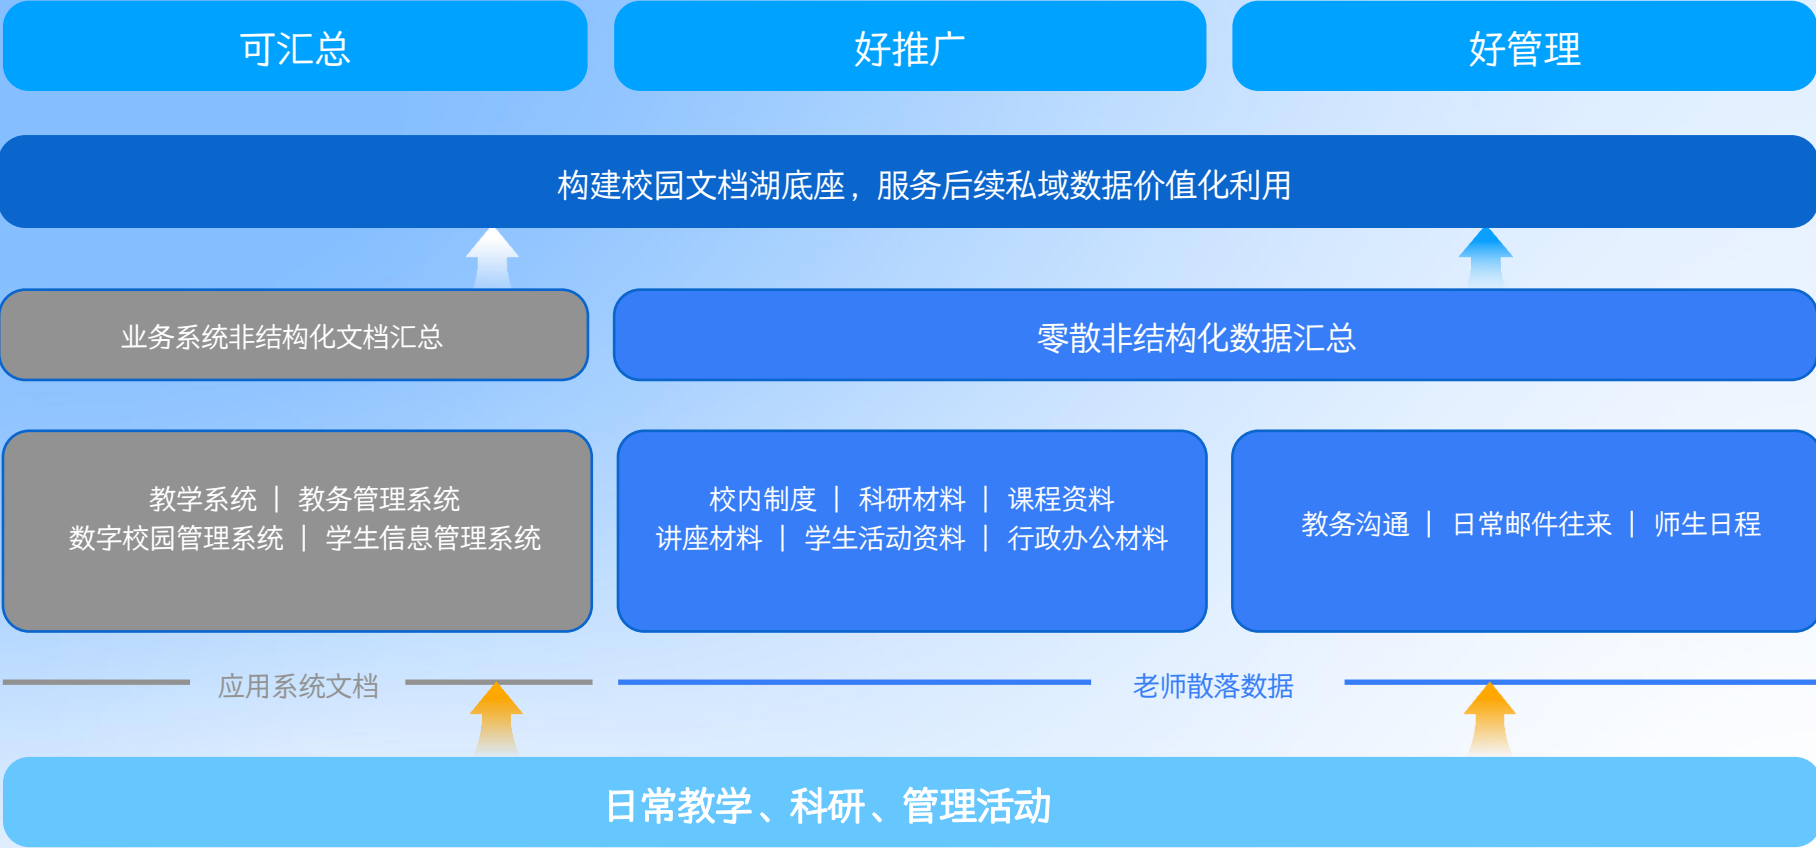 可汇总
好推广
好管理
构建校园文档湖底座，服务后续私域数据价值化利用
业务系统非结构化文档汇总
零散非结构化数据汇总
教学系统 | 教务管理系统
数字校园管理系统 | 学生信息管理系统
校内制度 | 科研材料 | 课程资料
讲座材料 | 学生活动资料 | 行政办公材料
教务沟通 | 日常邮件往来 | 师生日程
应用系统文档
老师散落数据
日常教学、科研、管理活动